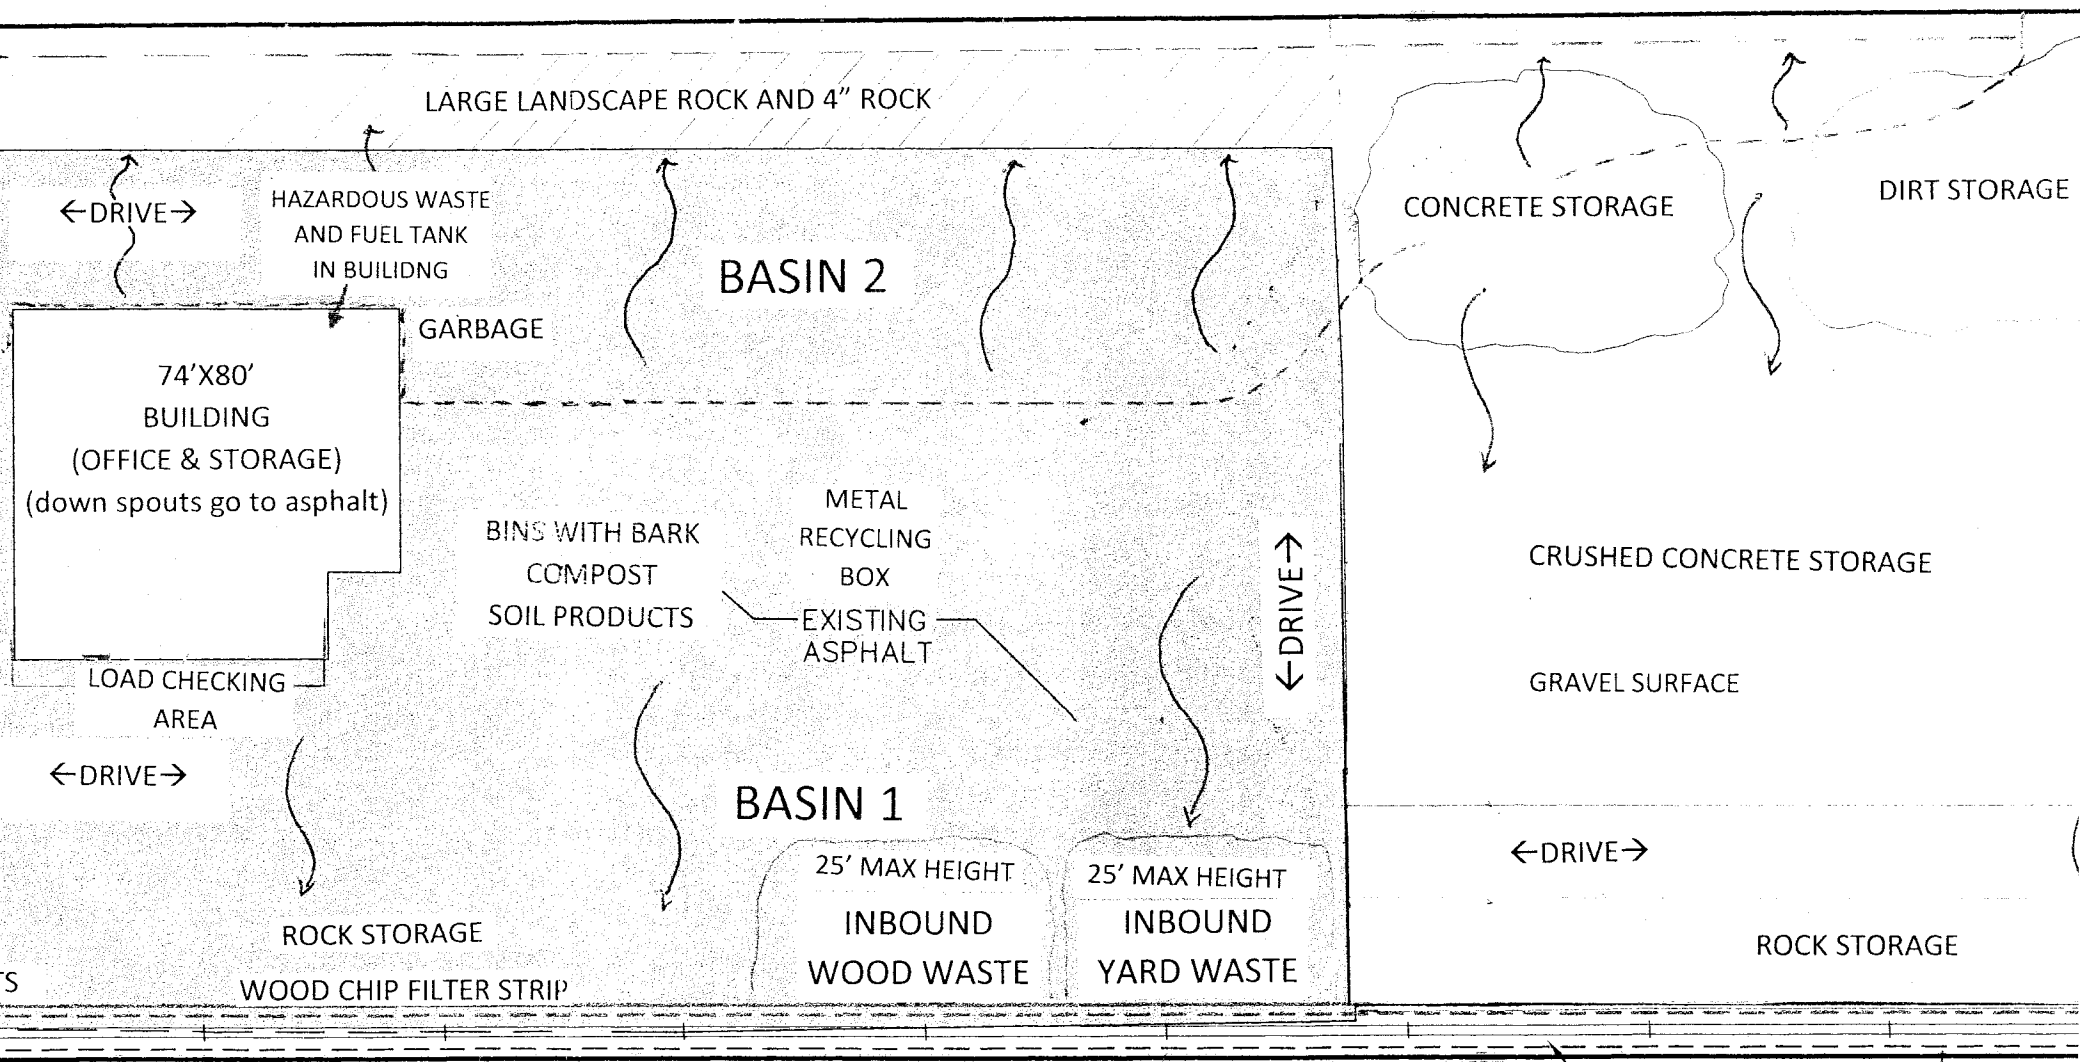 LARGE LANDSCAPE ROCK AND 4” ROCK
←DRIVE→
HAZARDOUS WASTE
AND FUEL TANK
IN BUILIDNG
GARBAGE
BASIN 2
CONCRETE STORAGE
DIRT STORAGE
74’X80’
BUILDING
(OFFICE & STORAGE)
(down spouts go to asphalt)
BINS WITH BARK
COMPOST
SOIL PRODUCTS
METAL
RECYCLING
BOX
EXISTING
ASPHALT
←DRIVE→
CRUSHED CONCRETE STORAGE
GRAVEL SURFACE
LOAD CHECKING
AREA
←DRIVE→
BASIN 1
25’ MAX HEIGHT
INBOUND
WOOD WASTE
25’ MAX HEIGHT
INBOUND
YARD WASTE
←DRIVE→
ROCK STORAGE
ROCK STORAGE
WOOD CHIP FILTER STRIP
TS